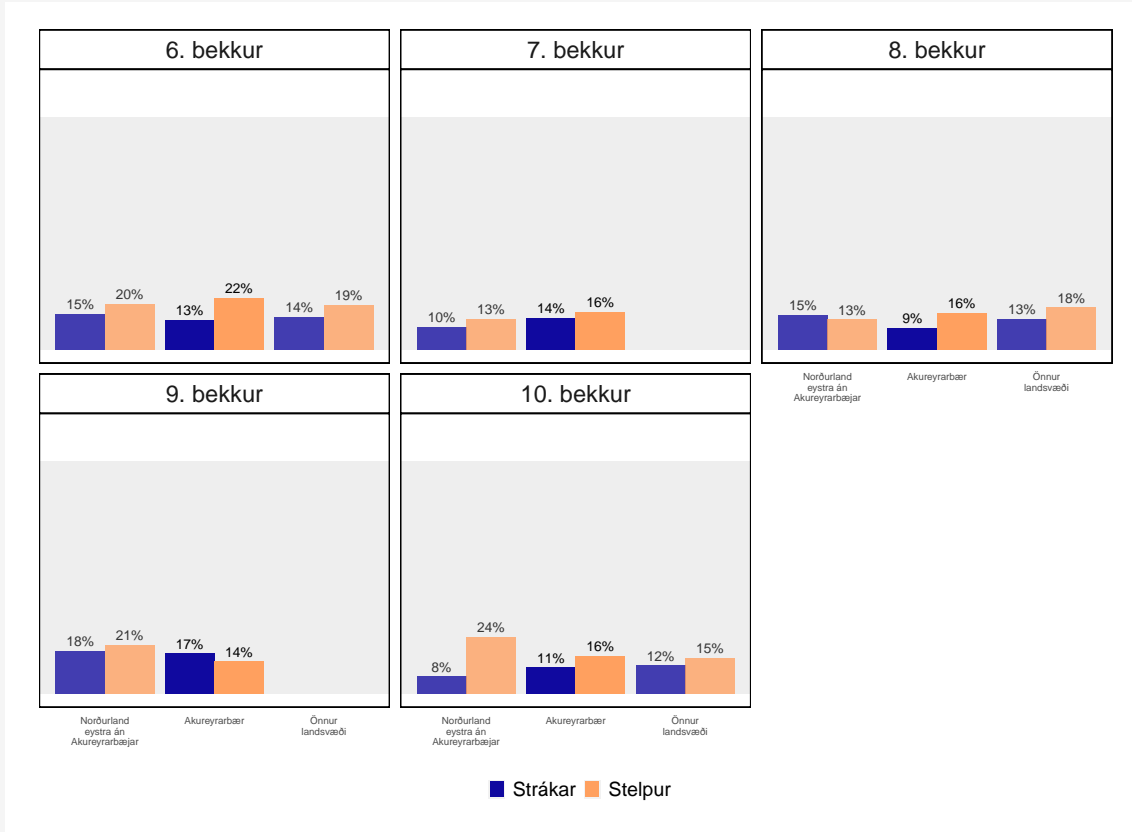 6. bekkur
15%
20%
13%
22%
14%
19%
7. bekkur
10%
13%
14%
16%
8. bekkur
15%
13%
9%
16%
13%
18%
Norðurland
eystra án
Akureyrarbæjar
Akureyrarbær
Önnur
landsvæði
9. bekkur
18%
21%
17%
14%
Norðurland
eystra án
Akureyrarbæjar
Akureyrarbær
Önnur
landsvæði
10. bekkur
8%
24%
11%
16%
12%
15%
Norðurland
eystra án
Akureyrarbæjar
Akureyrarbær
Önnur
landsvæði
Strákar Stelpur